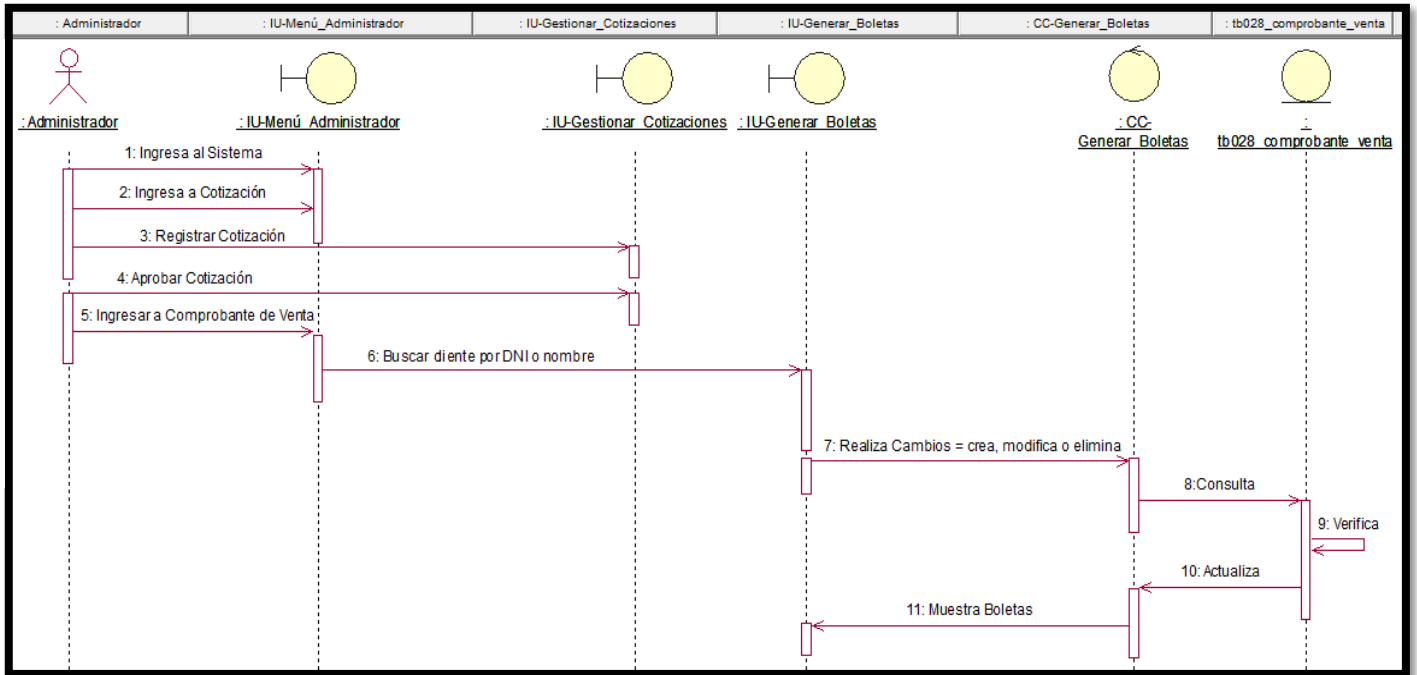 : Administrador
: IU-Menú_Administrador
: IU-Gestionar_Cotizaciones
: IU-Generar_Boletas
: CC-Generar_Boletas
: tb028_comprobante_venta
: Administrador
: IU-Menú_Administrador
: IU-Gestionar_Cotizaciones
: IU-Generar_Boletas
: CC-
Generar_Boletas
:
tb028_comprobante_venta
1: Ingresa al Sistema
2: Ingresa a Cotización
3: Registrar Cotización
4: Aprobar Cotización
5: Ingresar a Comprobante de Venta
6: Buscar cliente por DNI o nombre
7: Realiza Cambios = crea, modifica o elimina
8:Consulta
9: Verifica
10: Actualiza
11: Muestra Boletas